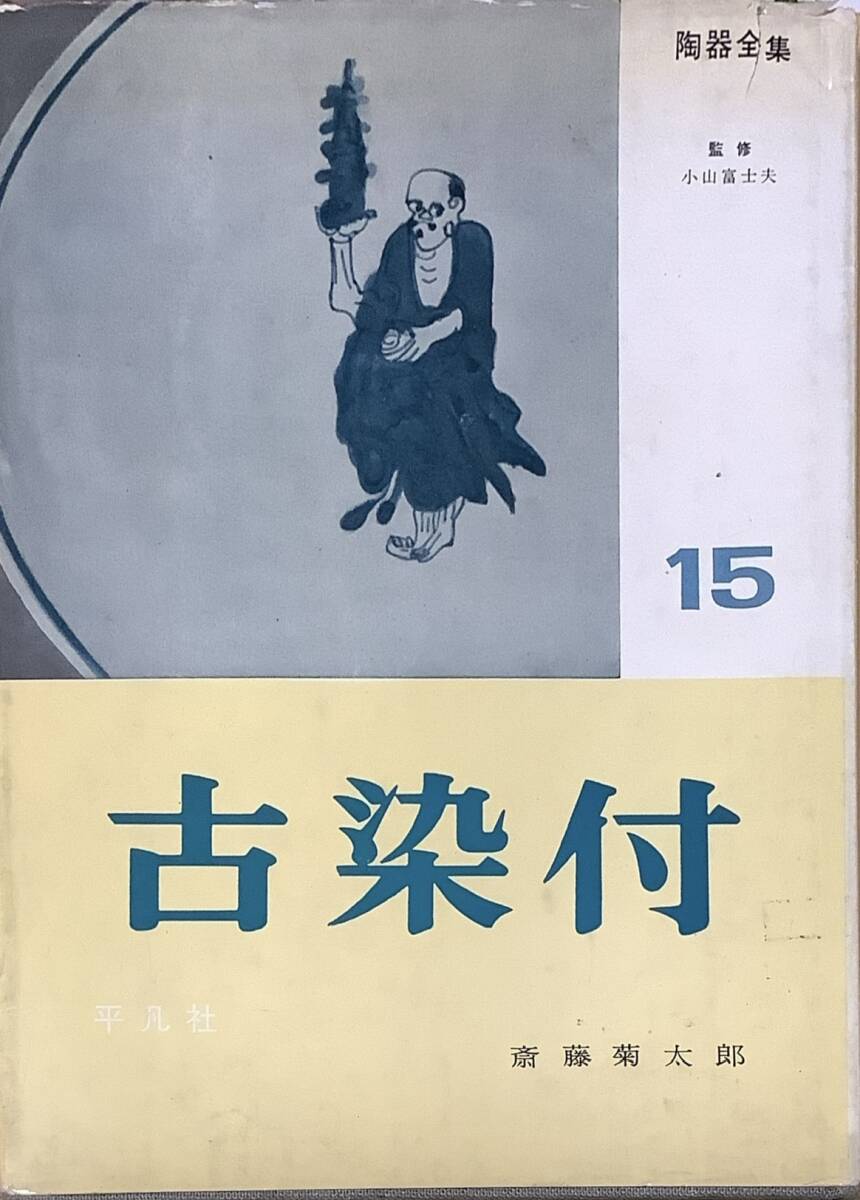 陶器全集
監修
小山富士夫
15
古染付
平凡社
斎藤菊太郎